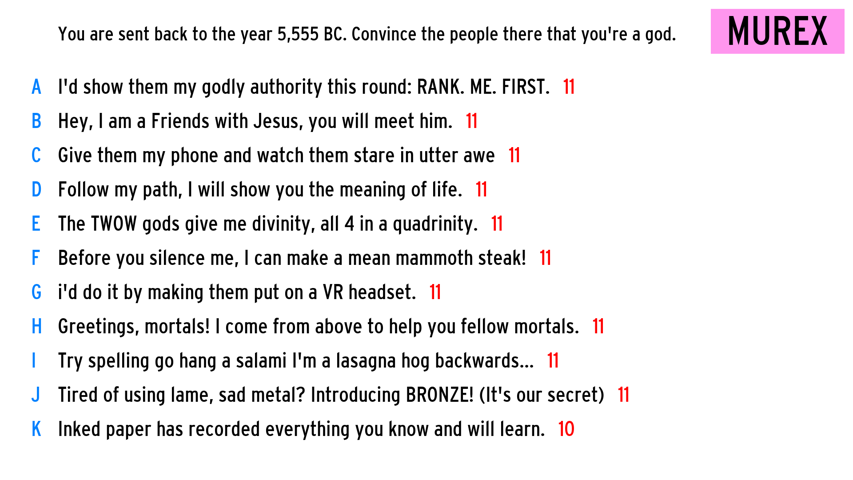 You are sent back to the year 5,555 BC. Convince the people there that you're a god.
MUREX
A I'd show them my godly authority this round: RANK. ME. FIRST. 11
B Hey, I am a Friends with Jesus, you will meet him. 11
C Give them my phone and watch them stare in utter awe 11
D Follow my path, I will show you the meaning of life. 11
E The TWOW gods give me divinity, all 4 in a quadrinity. 11
F Before you silence me, I can make a mean mammoth steak! 11
G i'd do it by making them put on a VR headset. 11
H Greetings, mortals! I come from above to help you fellow mortals. 11
I Try spelling go hang a salami I'm a lasagna hog backwards... 11
J Tired of using lame, sad metal? Introducing BRONZE! (It's our secret) 11
K Inked paper has recorded everything you know and will learn. 10